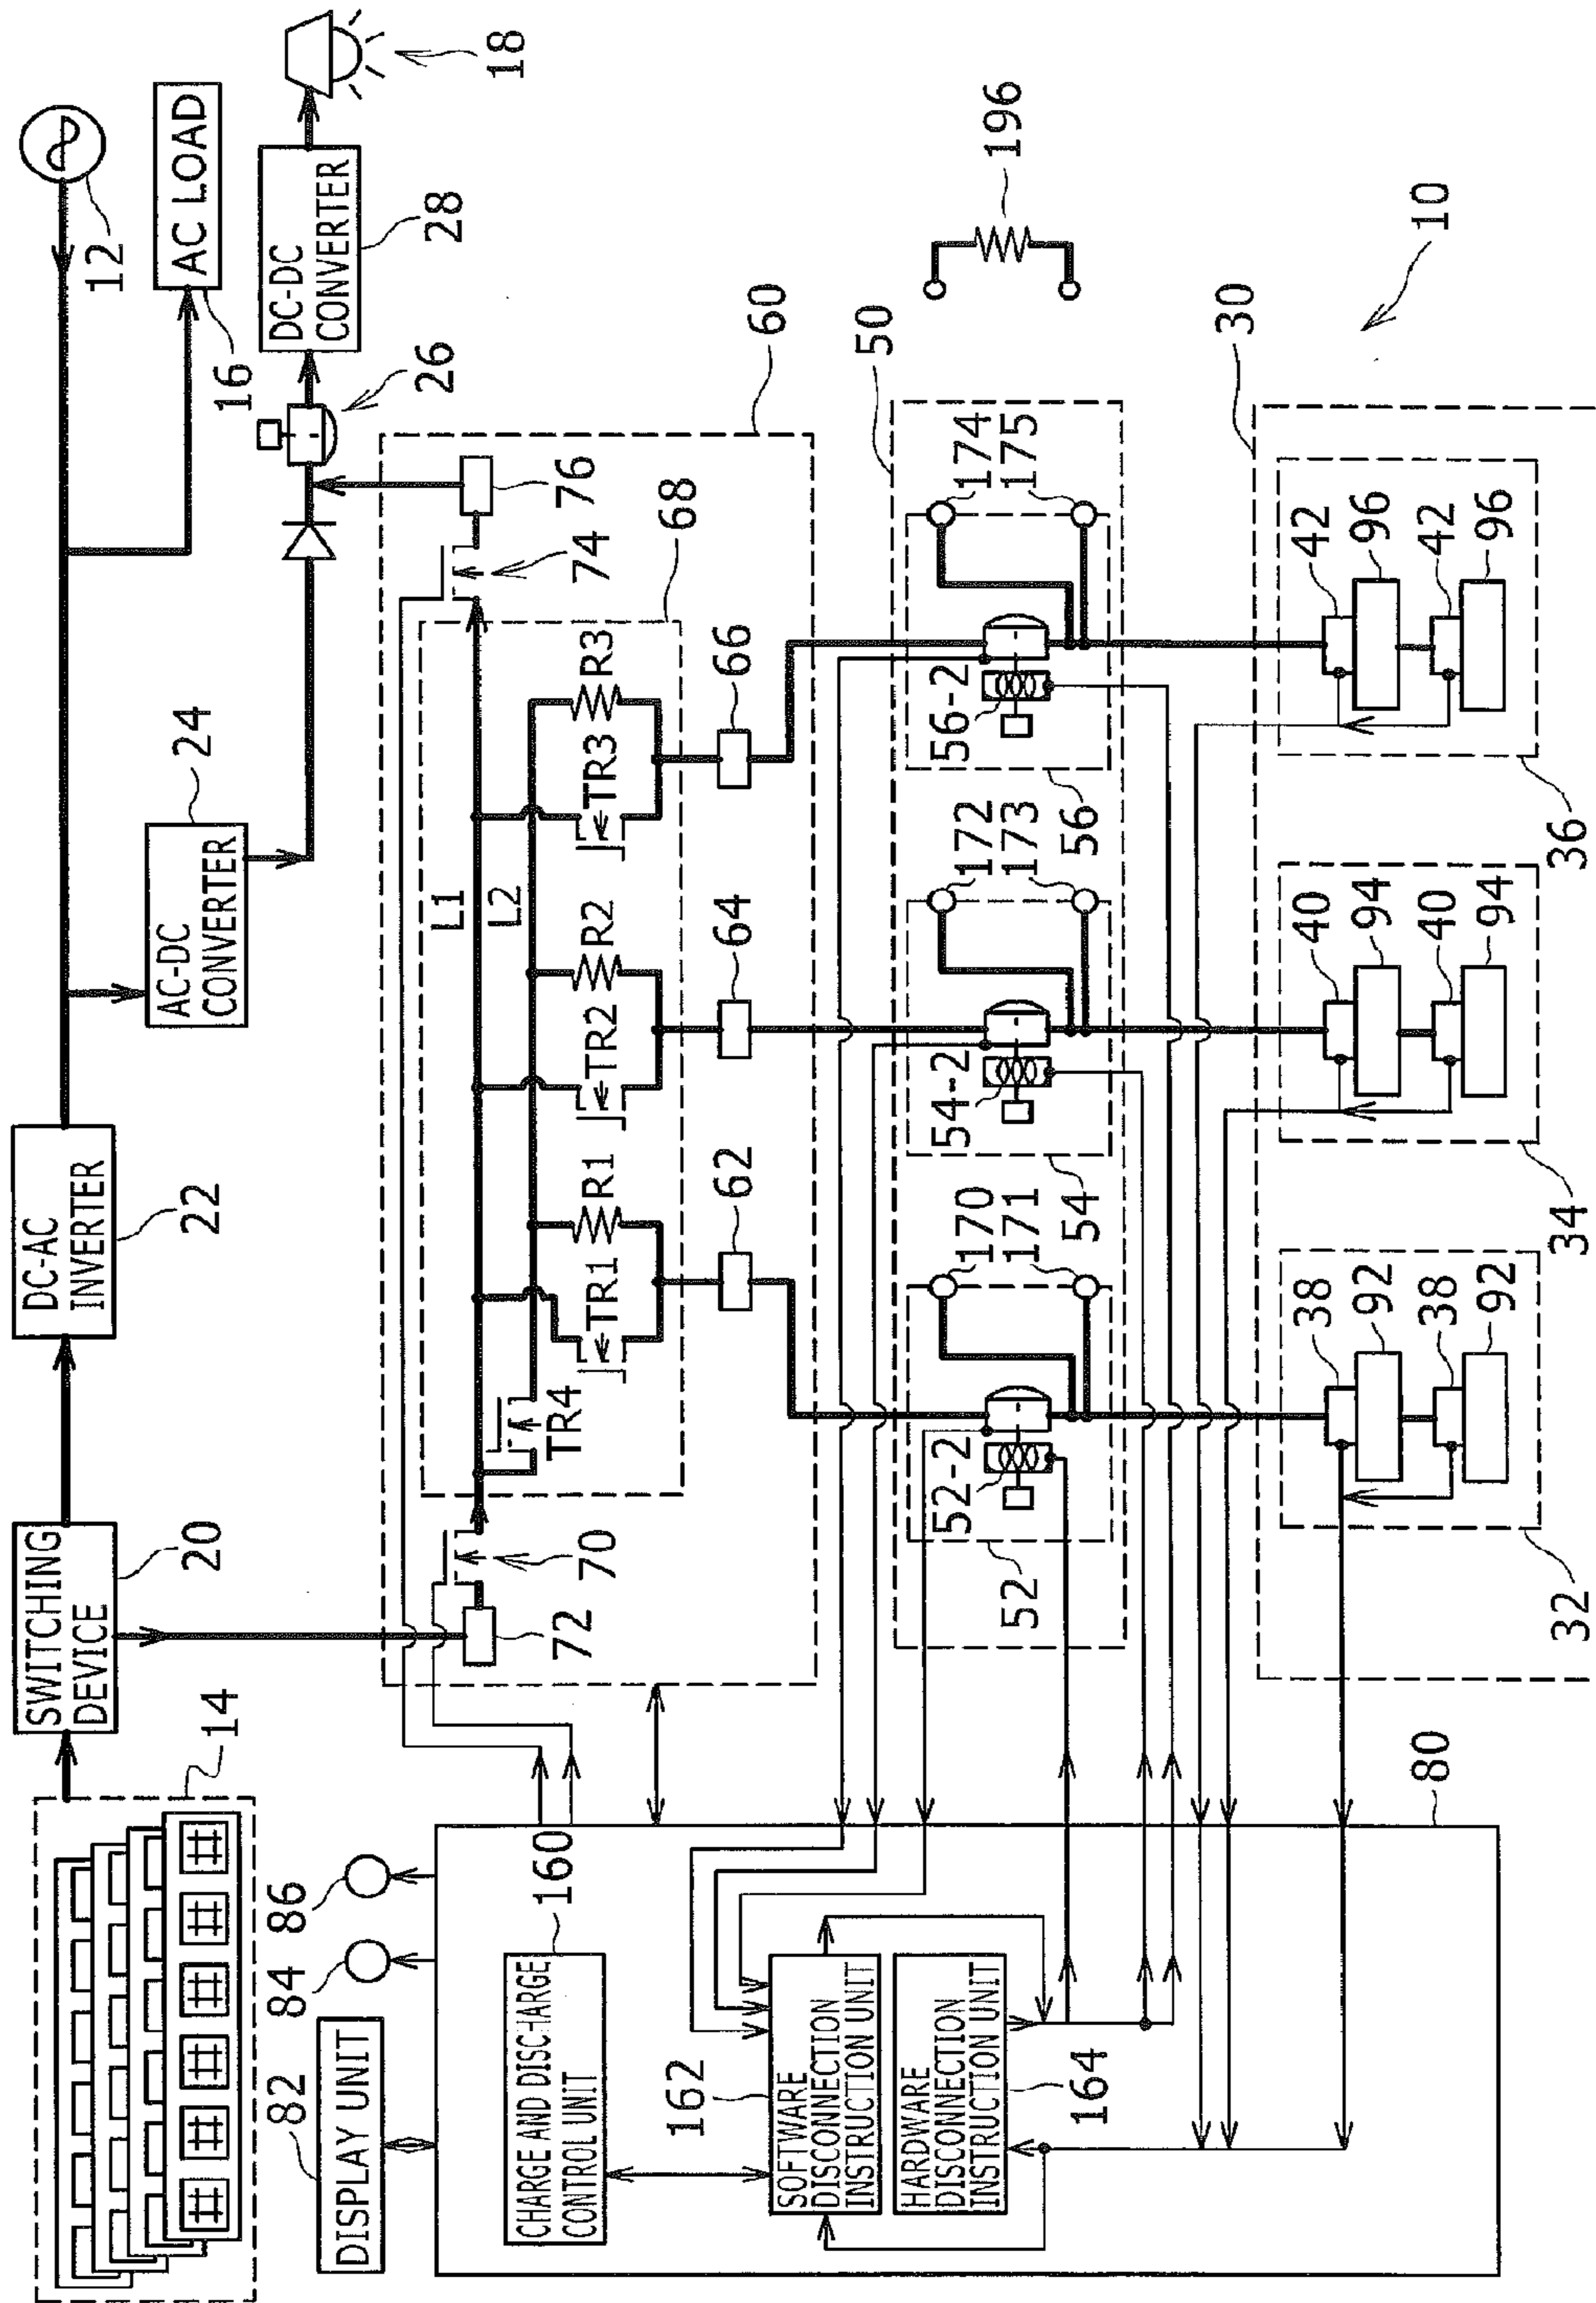 12
AC LOAD
16
18
DC-DC
CONVERTER
28
26
24
AC-DC
CONVERTER
DC-AC
INVERTER
22
SWITCHING
DEVICE
20
14
60
76
74
68
L1
L2
R3
TR3
R2
TR2
R1
TR1
TR4
70
72
66
64
62
196
50
174
175
56-2
56
172
173
54-2
54
170
171
52-2
52
10
30
42
96
42
96
36
40
94
40
94
34
38
92
38
92
32
86
84
82
DISPLAY UNIT
80
160
CHARGE AND DISCHARGE
CONTROL UNIT
162
SOFTWARE
DISCONNECTION
INSTRUCTION UNIT
HARDWARE
DISCONNECTION
INSTRUCTION UNIT
164